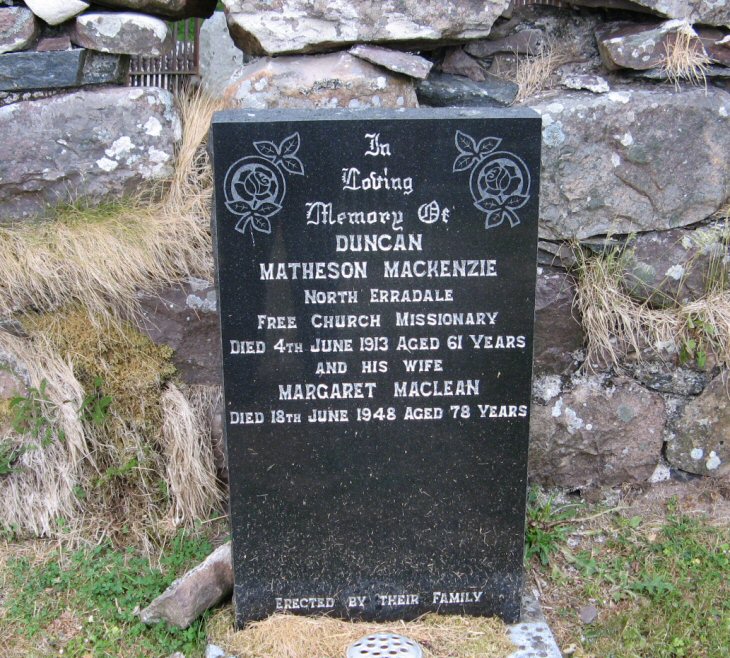 In
Loving
Memory Of
DUNCAN
MATHESON MACKENZIE
NORTH ERRADALE
FREE CHURCH MISSIONARY
DIED 4TH JUNE 1913 AGED 61 YEARS
AND HIS WIFE
MARGARET MACLEAN
DIED 18TH JUNE 1948 AGED 78 YEARS
ERECTED BY THEIR FAMILY